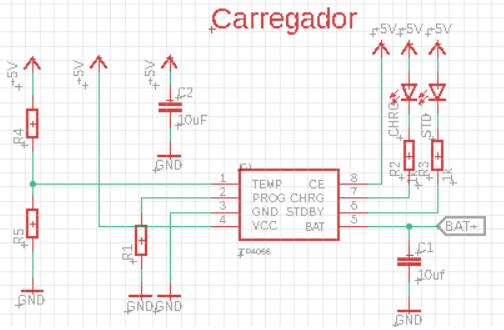 Carregador
+5V
+5V
+5V
+5V
+5V
+5V
C2
10uF
GND
R4
R5
GND
R1
GND
GND
1 TEMP CE 8
2 PROG CHRG 7
3 GND STDBY 6
4 VCC BAT 5
CHRG
STD
R2
1k
R3
1k
BAT+
C1
10uf
GND